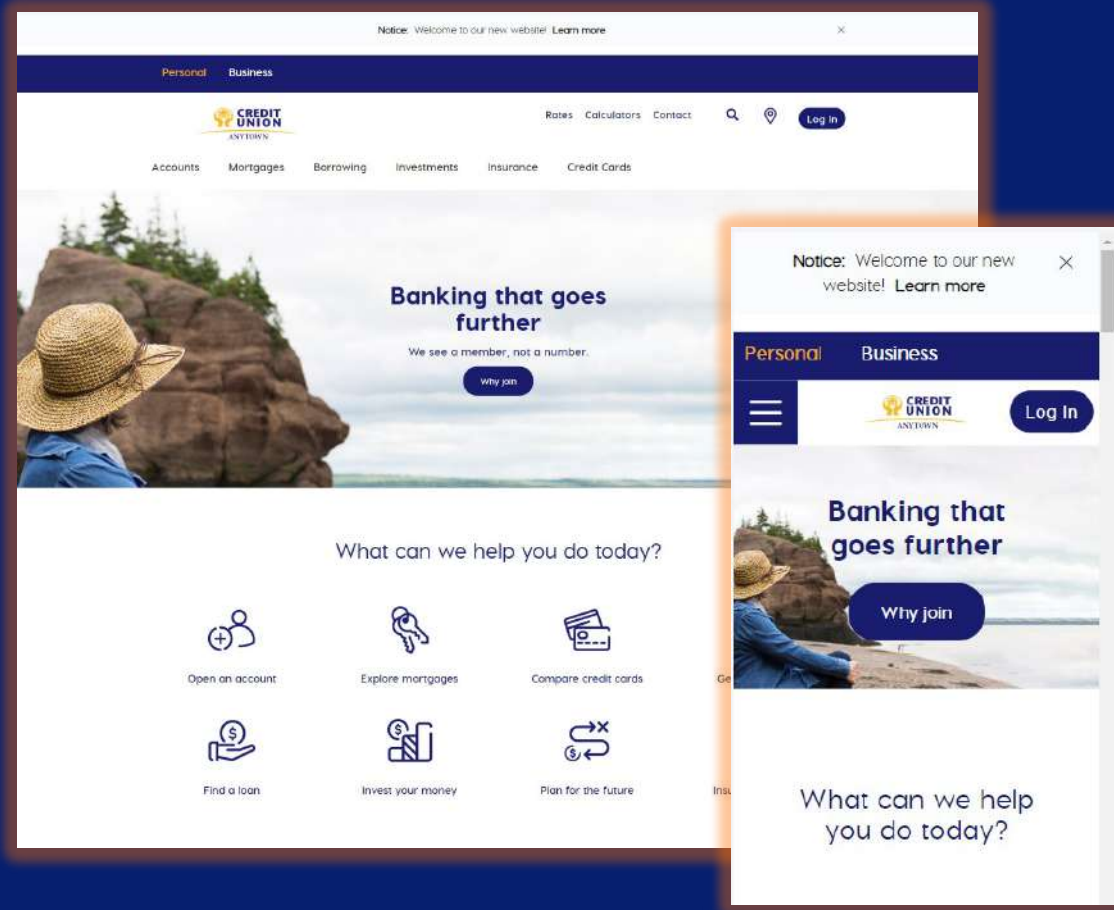 Notice: Welcome to our new website! Learn more
Personal Business
CREDIT
UNION
ANYTOWN
Rates Calculators Contact
Log In
Accounts Mortgages Borrowing Investments Insurance Credit Cards
Banking that goes
further
We see a member, not a number.
Why join
What can we help you do today?
Open an account Explore mortgages Compare credit cards
Find a loan Invest your money Plan for the future
Notice: Welcome to our new
website! Learn more
Personal Business
CREDIT
UNION
ANYTOWN
Log In
Banking that
goes further
Why join
What can we help
you do today?